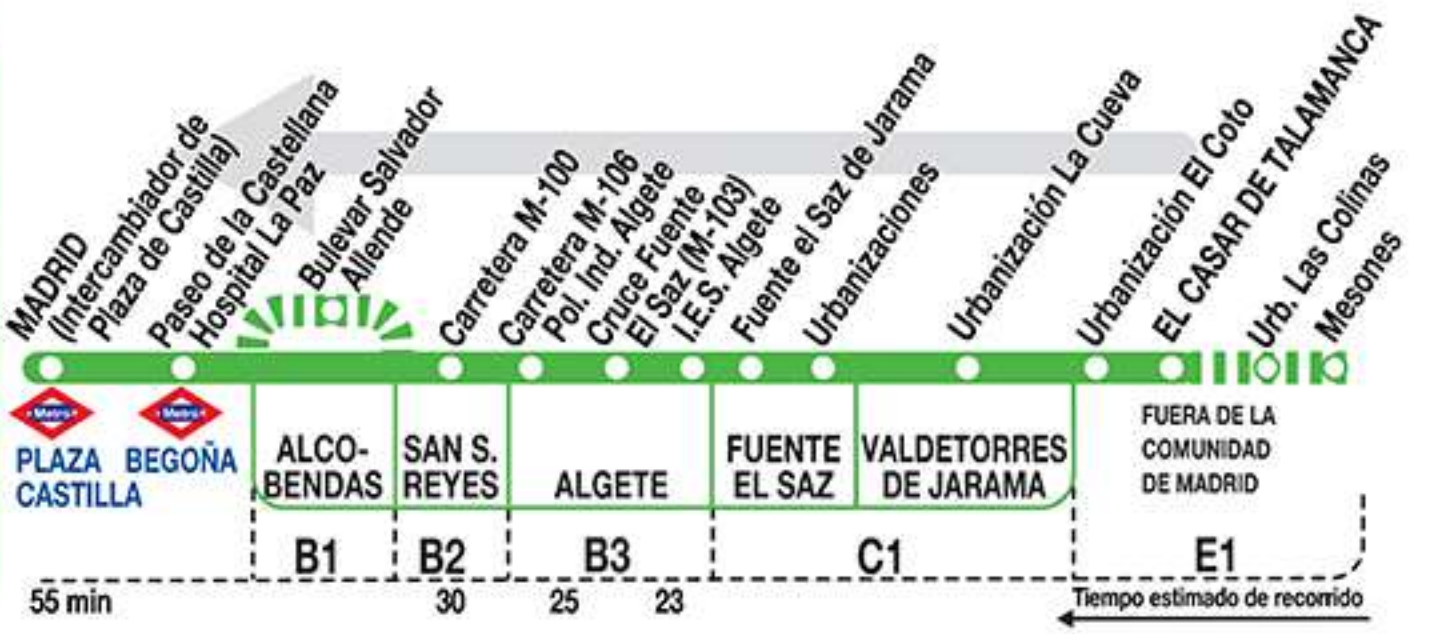 MADRID
(Intercambiador de
Plaza de Castilla)
Paseo de la Castellana
Hospital La Paz
Bulevar Salvador
Allende
Carretera M-100
Carretera M-106
Pol. Ind. Algete
Cruce Fuente
El Saz (M-103)
I.E.S. Algete
Fuente el Saz de Jarama
Urbanizaciones
Urbanización La Cueva
Urbanización El Coto
EL CASAR DE TALAMANCA
Urb. Las Colinas
Mesones
Metro
Metro
PLAZA
CASTILLA
BEGOÑA
ALCO-
BENDAS
SAN S.
REYES
ALGETE
FUENTE
EL SAZ
VALDETORRES
DE JARAMA
FUERA DE LA
COMUNIDAD
DE MADRID
B1
B2
B3
C1
E1
55 min
30
25
23
Tiempo estimado de recorrido